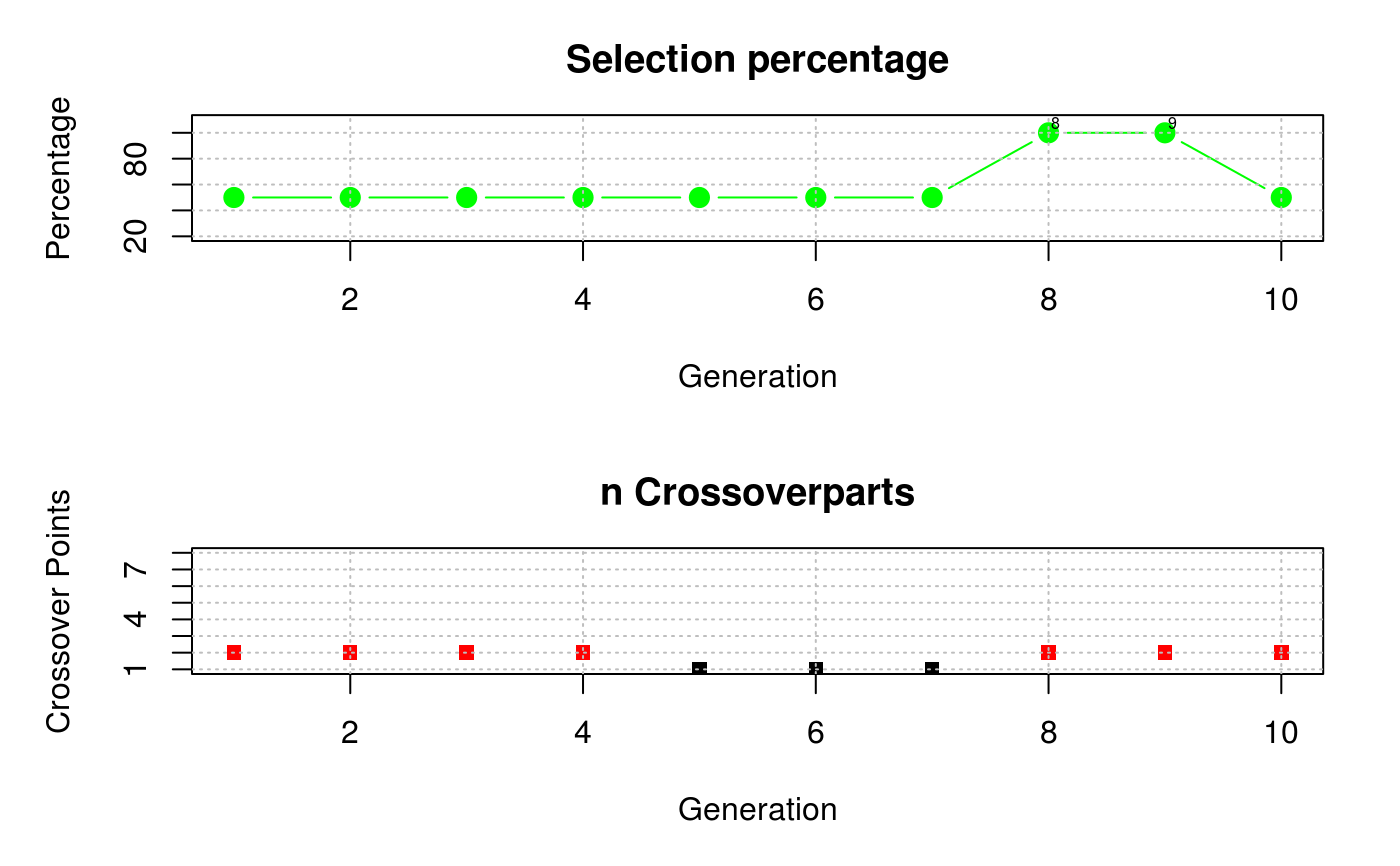 Selection percentage
Percentage
80
20
8
9
2 4 6 8 10
Generation
n Crossoverparts
Crossover Points
7
4
1
2 4 6 8 10
Generation